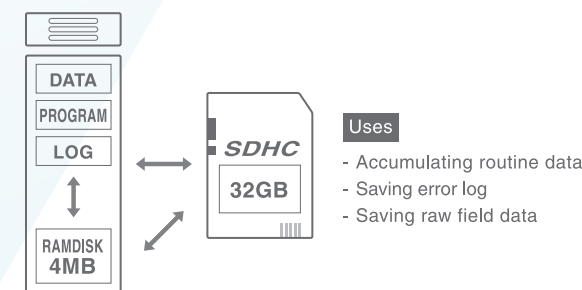 DATA
PROGRAM
LOG
RAMDISK
4MB
SDHC
32GB
Uses
- Accumulating routine data
- Saving error log
- Saving raw field data